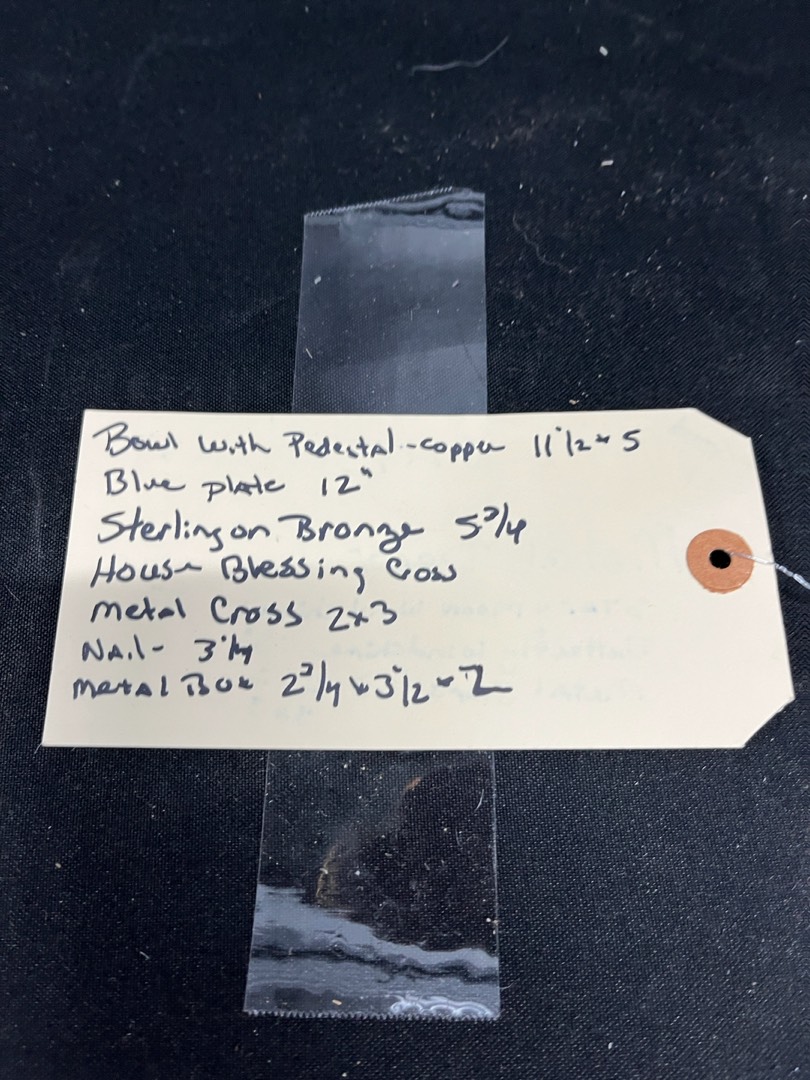 Bowl with Pedestal - copper 11 1/2 x 5
Blue plate 12"
Sterling on Bronze 5 3/4
House Blessing
Metal Cross 2x3
NAil - 3 1/4
Metal Box 2 3/4 x 3 1/2 x 2